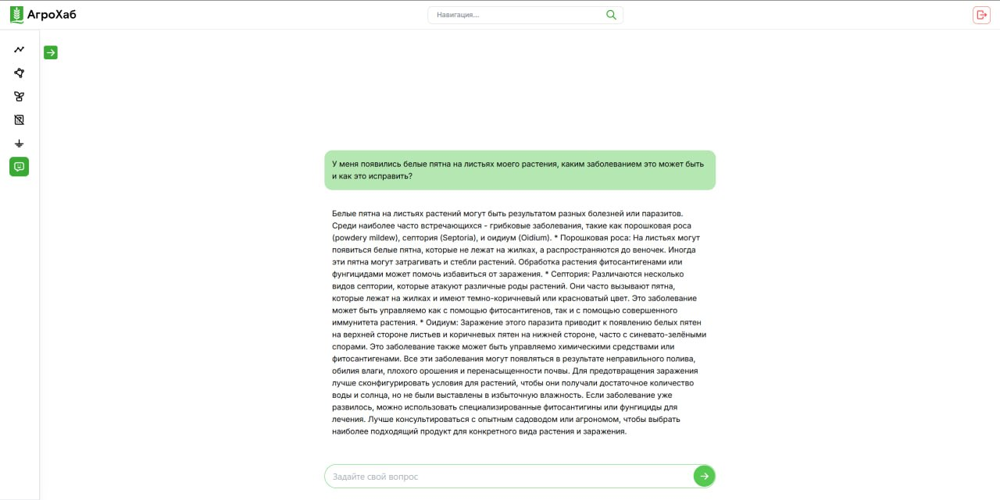 АгроХаб
Навигация...
У меня появились белые пятна на листьях моего растения, каким заболеванием это может быть
и как это исправить?
Белые пятна на листьях растений могут быть результатом разных болезней или паразитов.
Среди наиболее часто встречающихся - грибковые заболевания, такие как порошковая роса
(powdery mildew), септория (Septoria), и оидиум (Oidium). * Порошковая роса: На листьях могут
появиться белые пятна, которые не лежат на жилках, а распространяются до веночек. Иногда
эти пятна могут затрагивать и стебли растений. Обработка растения фитосантигенами или
фунгицидами может помочь избавиться от заражения. * Септория: Различаются несколько
видов септории, которые атакуют различные роды растений. Они часто вызывают пятна,
которые лежат на жилках и имеют темно-коричневый или красноватый цвет. Это заболевание
может быть управляемо как с помощью фитосантигенов, так и с помощью совершенного
иммунитета растения. * Оидиум: Заражение этого паразита приводит к появлению белых пятен
на верхней стороне листьев и коричневых пятен на нижней стороне, часто с синевато-зелёными
спорами. Это заболевание также может быть управляемо химическими средствами или
фитосантигенами. Все эти заболевания могут появляться в результате неправильного полива,
обилия влаги, плохого орошения и перенасыщенности почвы. Для предотвращения заражения
лучше сконфигурировать условия для растений, чтобы они получали достаточное количество
воды и солнца, но не были выставлены в избыточную влажность. Если заболевание уже
развилось, можно использовать специализированные фитосантигины или фунгициды для
лечения. Лучше консультироваться с опытным садоводом или агрономом, чтобы выбрать
наиболее подходящий продукт для конкретного вида растения и заражения.
Задайте свой вопрос